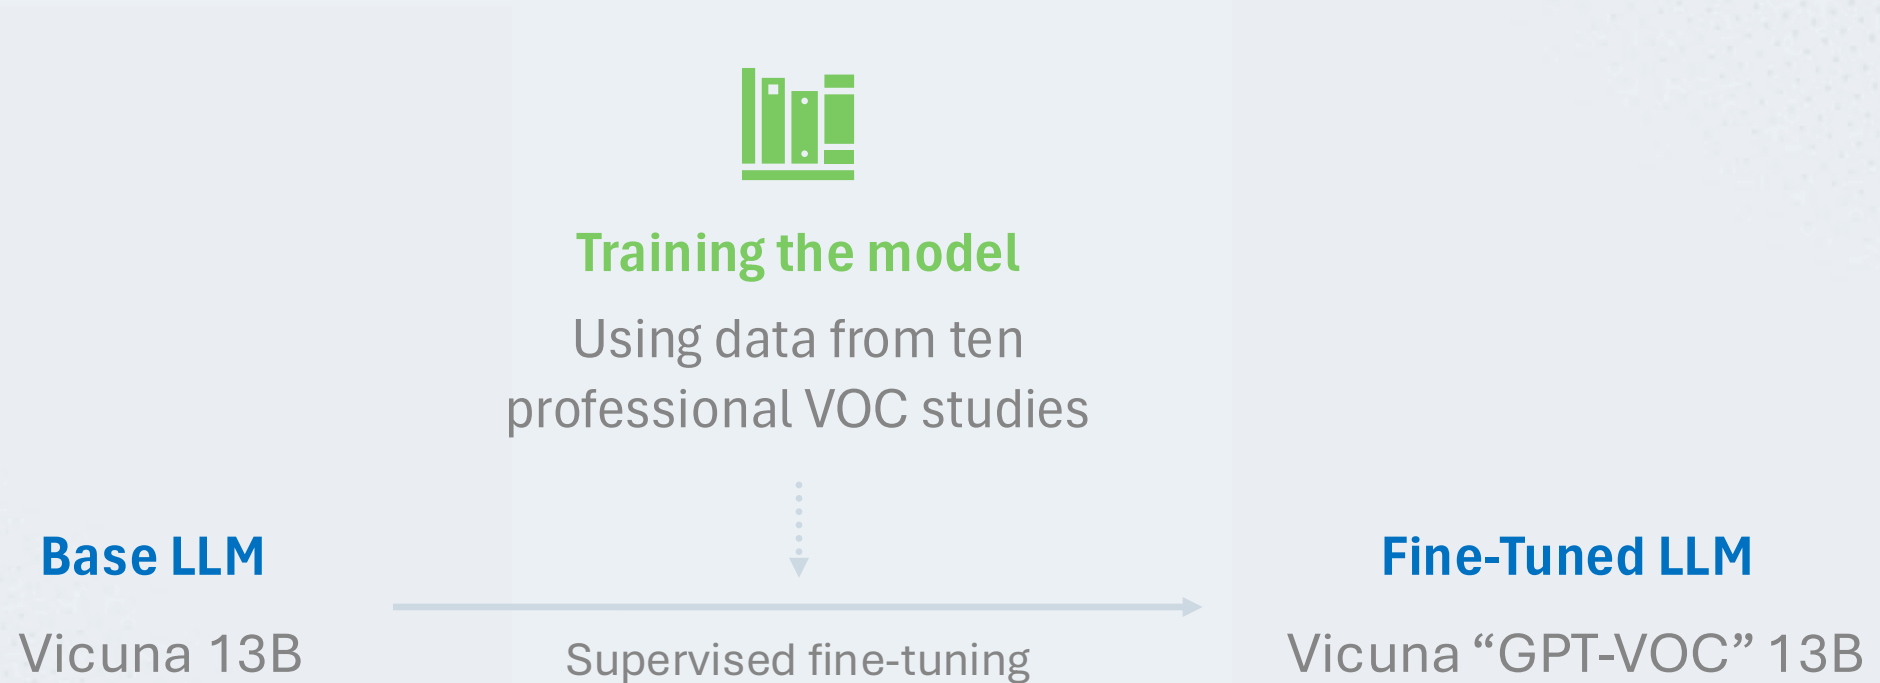 Training the model
Using data from ten
professional VOC studies
Base LLM
Fine-Tuned LLM
Vicuna 13B
Supervised fine-tuning
Vicuna “GPT-VOC” 13B